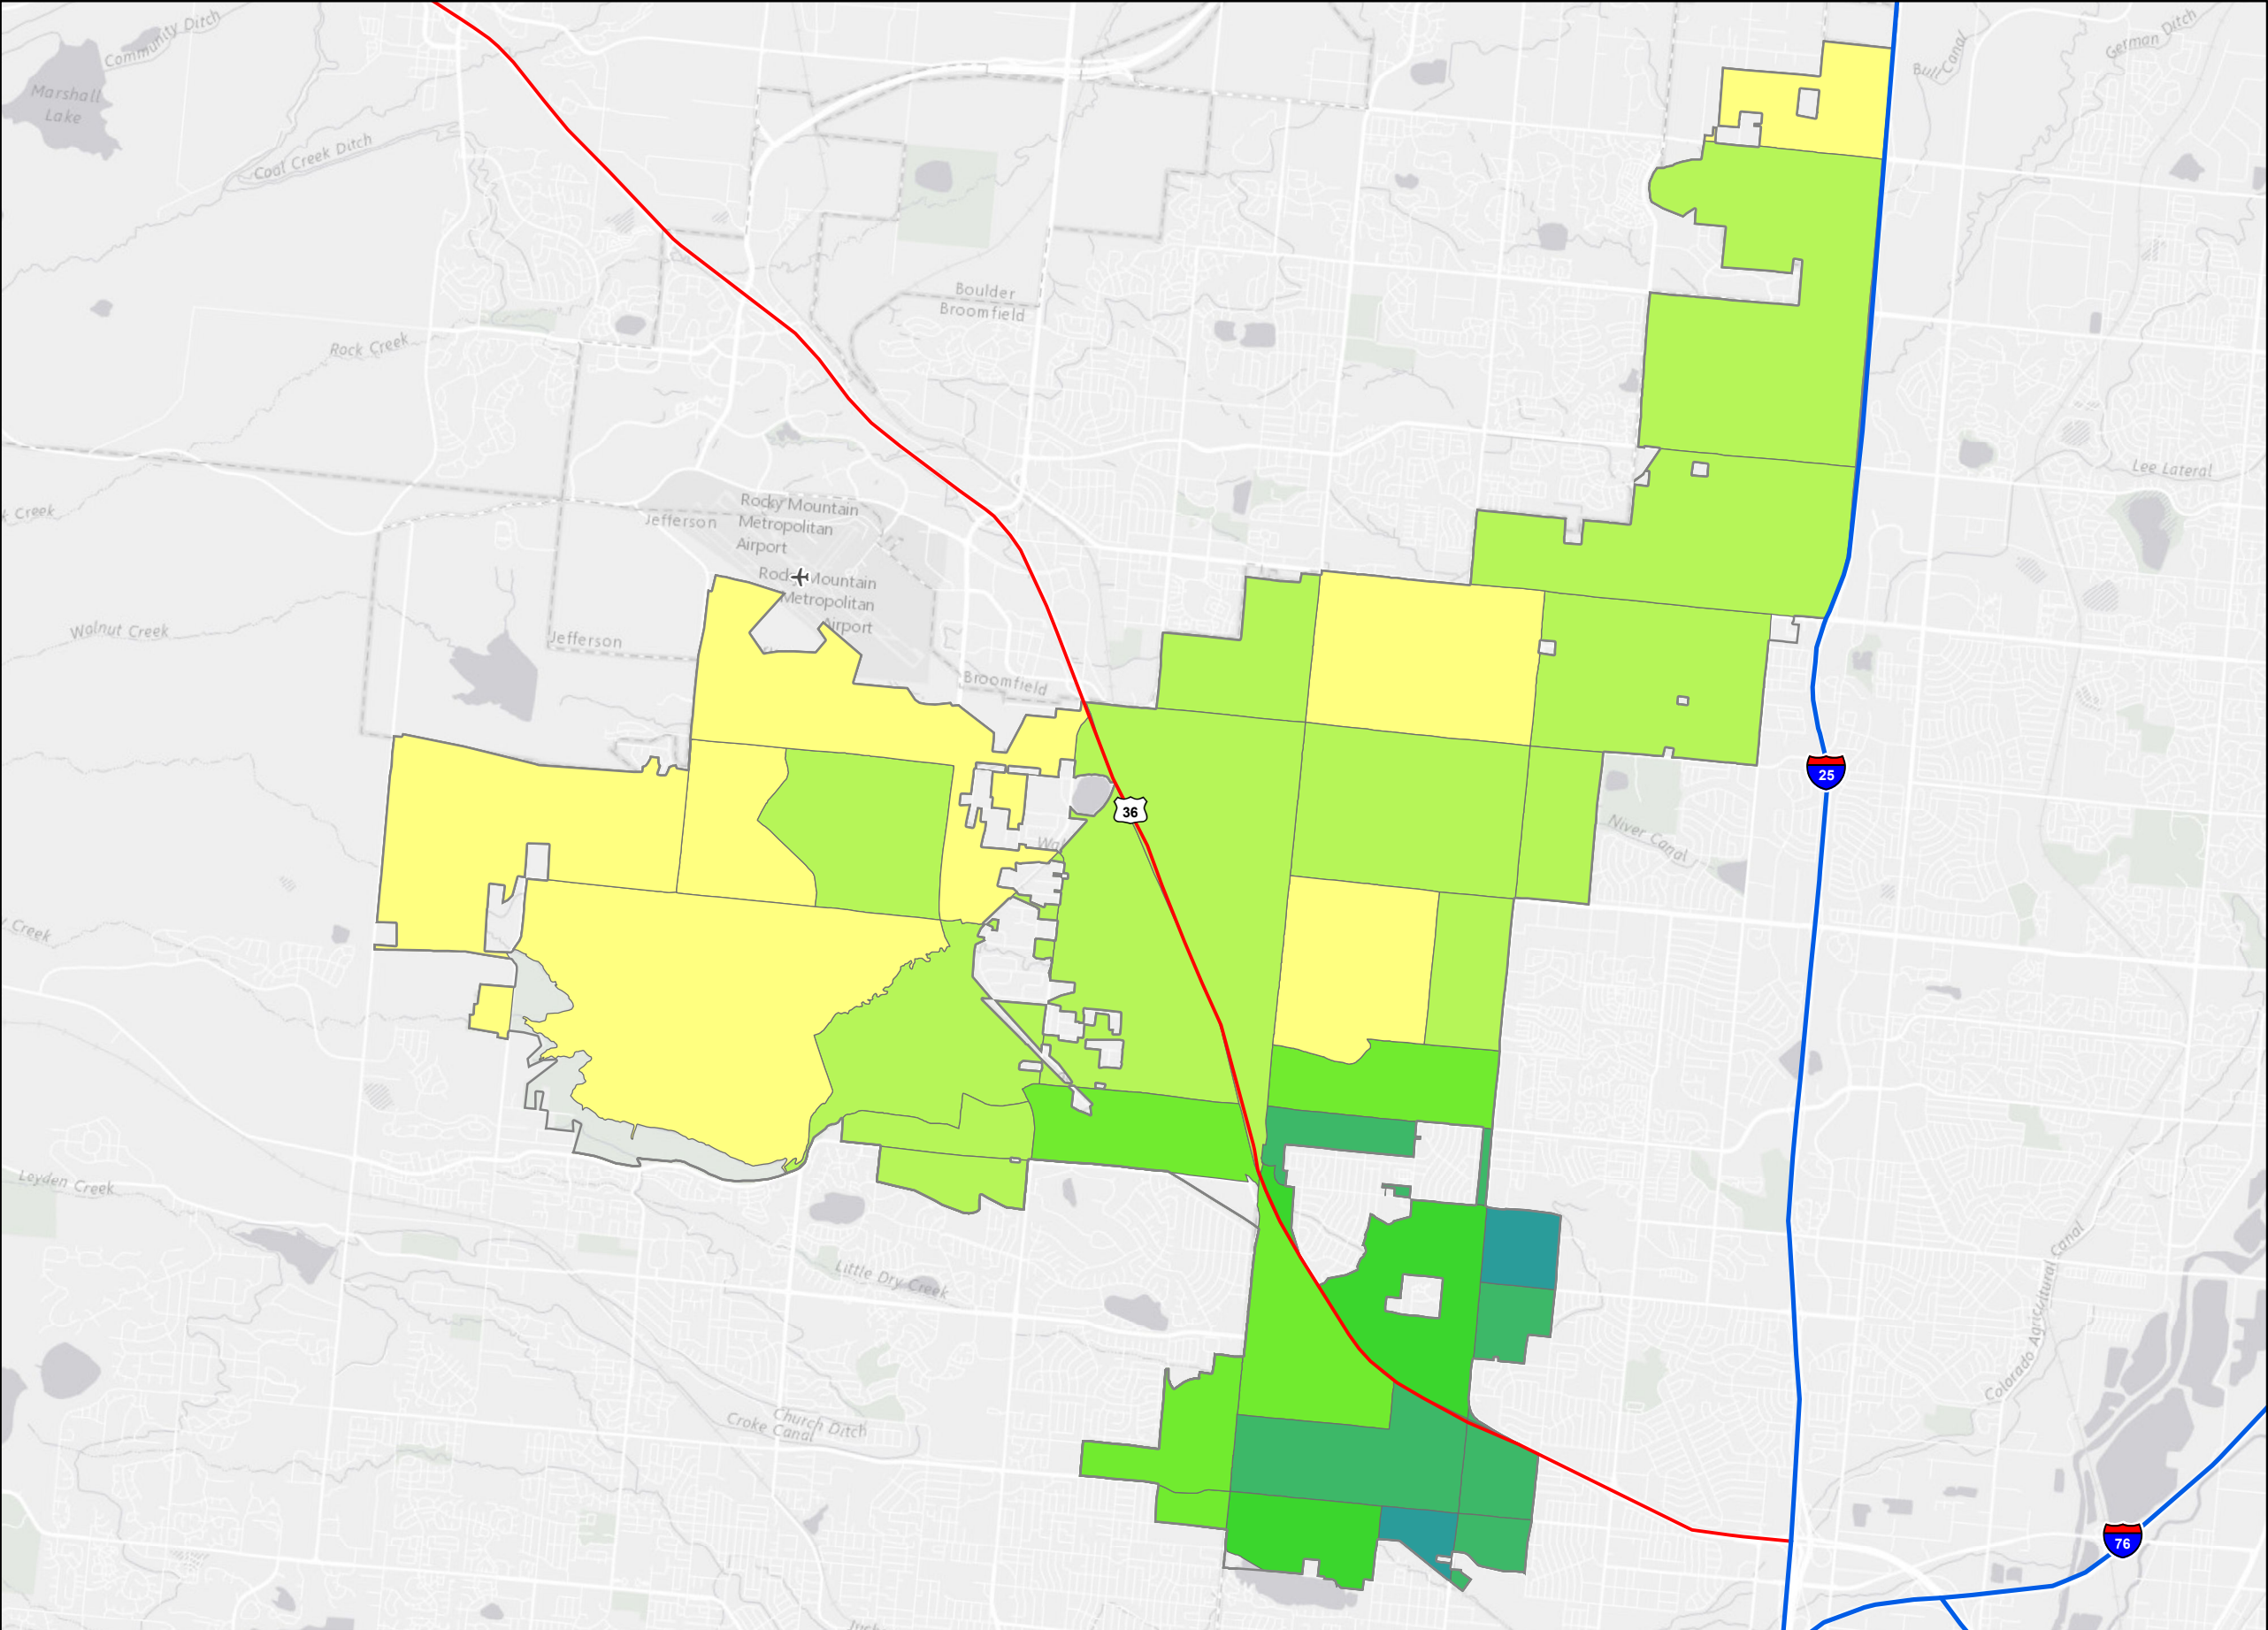 Community Ditch
German Ditch
Bull Canal
Marshall
Lake
Coal Creek Ditch
Boulder
Broomfield
Rock Creek
Lee Lateral
Rocky Mountain
Metropolitan
Airport
Jefferson
Creek
Rock Mountain
Metropolitan
Airport
Walnut Creek
Jefferson
Broomfield
25
36
Niver Canal
Creek
Leyden Creek
Little Dry Creek
Colorado Agricultural Canal
Church Ditch
Croke Canal
76